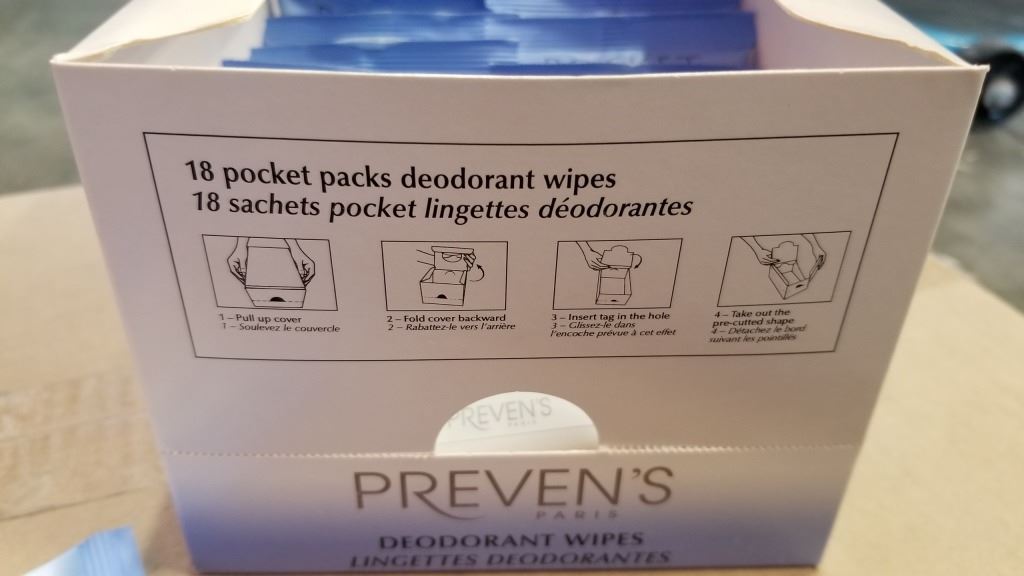 18 pocket packs deodorant wipes
18 sachets pocket lingettes déodorantes
1 – Pull up cover
1 – Soulevez le couvercle
2 – Fold cover backward
2 – Rabattez-le vers l'arrière
3 – Insert tag in the hole
3 – Glissez-le dans
l'encoche prévue à cet effet
4 – Take out the
pre-cutted shape
4 – Détachez le bord
suivant les pointillés
PREVEN'S
PARIS
PREVEN'S
PARIS
DEODORANT WIPES
LINGETTES DEODORANTES